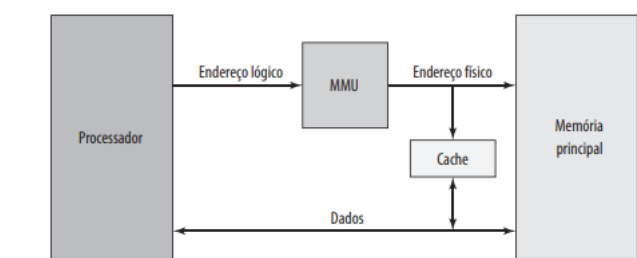 Endereço lógico
MMU
Endereço físico
Processador
Memória
principal
Cache
Dados